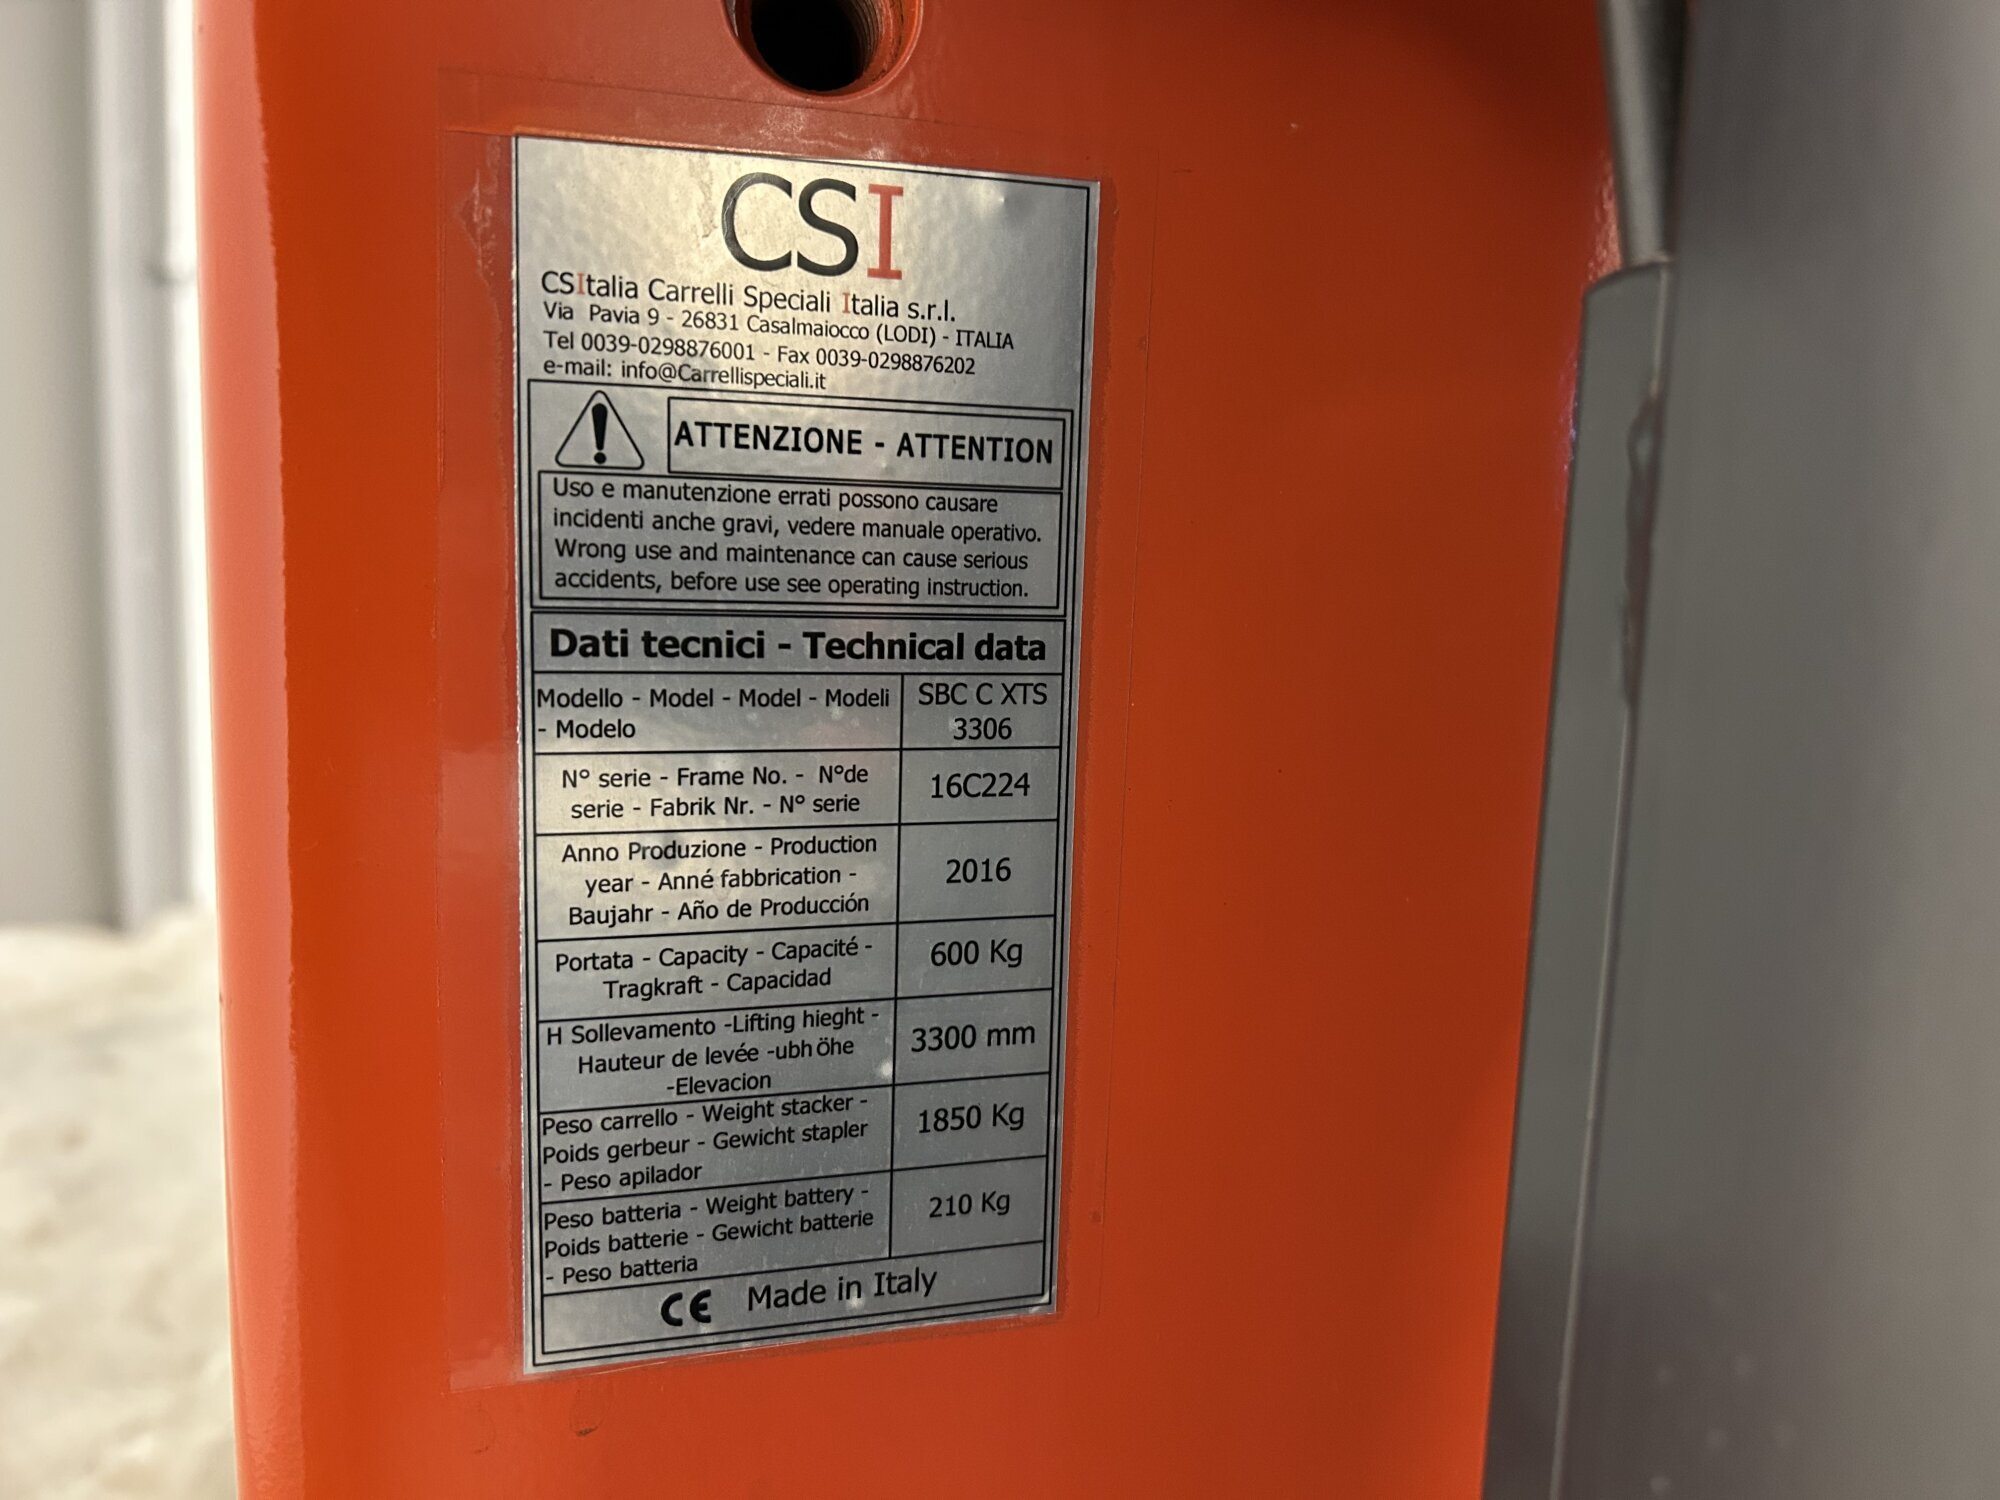 CSI
CSItalia Carrelli Speciali Italia s.r.l.
Via Pavia 9 - 26831 Casalmaiocco (LODI) - ITALIA
Tel 0039-0298876001 - Fax 0039-0298876202
e-mail: info@Carrellispeciali.it
ATTENZIONE - ATTENTION
Uso e manutenzione errati possono causare
incidenti anche gravi, vedere manuale operativo.
Wrong use and maintenance can cause serious
accidents, before use see operating instruction.
Dati tecnici - Technical data
Modello - Model - Model - Modeli
- Modelo
SBC C XTS
3306
N° serie - Frame No. - N°de
serie - Fabrik Nr. - N° serie
16C224
Anno Produzione - Production
year - Anné fabbrication -
Baujahr - Año de Producción
2016
Portata - Capacity - Capacité -
Tragkraft - Capacidad
600 Kg
H Sollevamento -Lifting hieght -
Hauteur de levée -ubh öhe
-Elevacion
3300 mm
Peso carrello - Weight stacker -
Poids gerbeur - Gewicht stapler
- Peso apilador
1850 Kg
Peso batteria - Weight battery -
Poids batterie - Gewicht batterie
- Peso batteria
210 Kg
CE Made in Italy